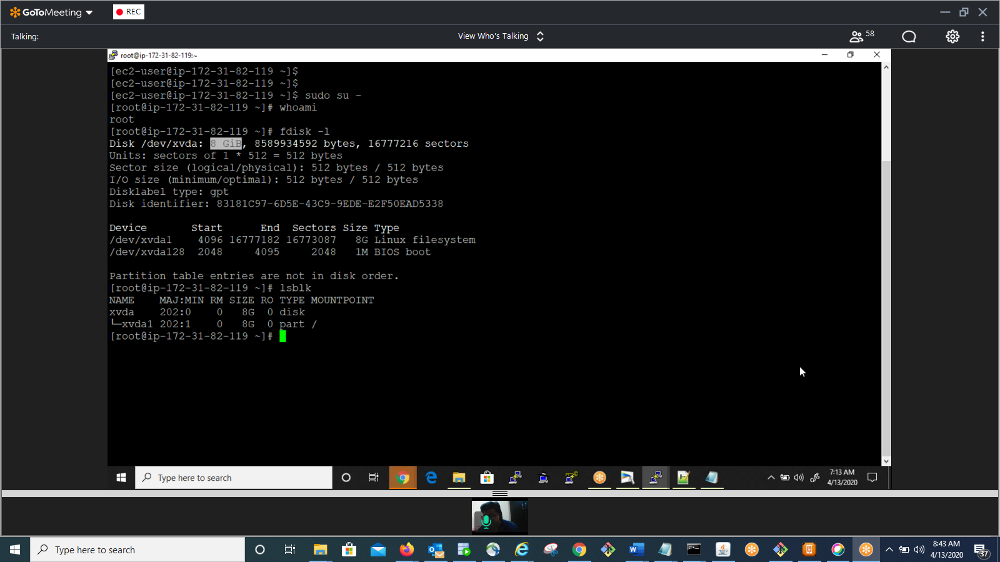 GoToMeeting
REC
Talking:
View Who's Talking
58
root@ip-172-31-82-119:~
[ec2-user@ip-172-31-82-119 ~]$
[ec2-user@ip-172-31-82-119 ~]$
[ec2-user@ip-172-31-82-119 ~]$ sudo su -
[root@ip-172-31-82-119 ~]# whoami
root
[root@ip-172-31-82-119 ~]# fdisk -l
Disk /dev/xvda: 8 GiB, 8589934592 bytes, 16777216 sectors
Units: sectors of 1 * 512 = 512 bytes
Sector size (logical/physical): 512 bytes / 512 bytes
I/O size (minimum/optimal): 512 bytes / 512 bytes
Disklabel type: gpt
Disk identifier: 83181C97-6D5E-43C9-9EDE-E2F50EAD5338
Device       Start      End  Sectors Size Type
/dev/xvda1    4096 16777182 16773087   8G Linux filesystem
/dev/xvda128  2048     4095     2048   1M BIOS boot
Partition table entries are not in disk order.
[root@ip-172-31-82-119 ~]# lsblk
NAME    MAJ:MIN RM SIZE RO TYPE MOUNTPOINT
xvda    202:0    0   8G  0 disk
└─xvda1 202:1    0   8G  0 part /
[root@ip-172-31-82-119 ~]#
Type here to search
7:13 AM
4/13/2020
Type here to search
8:43 AM
4/13/2020
37